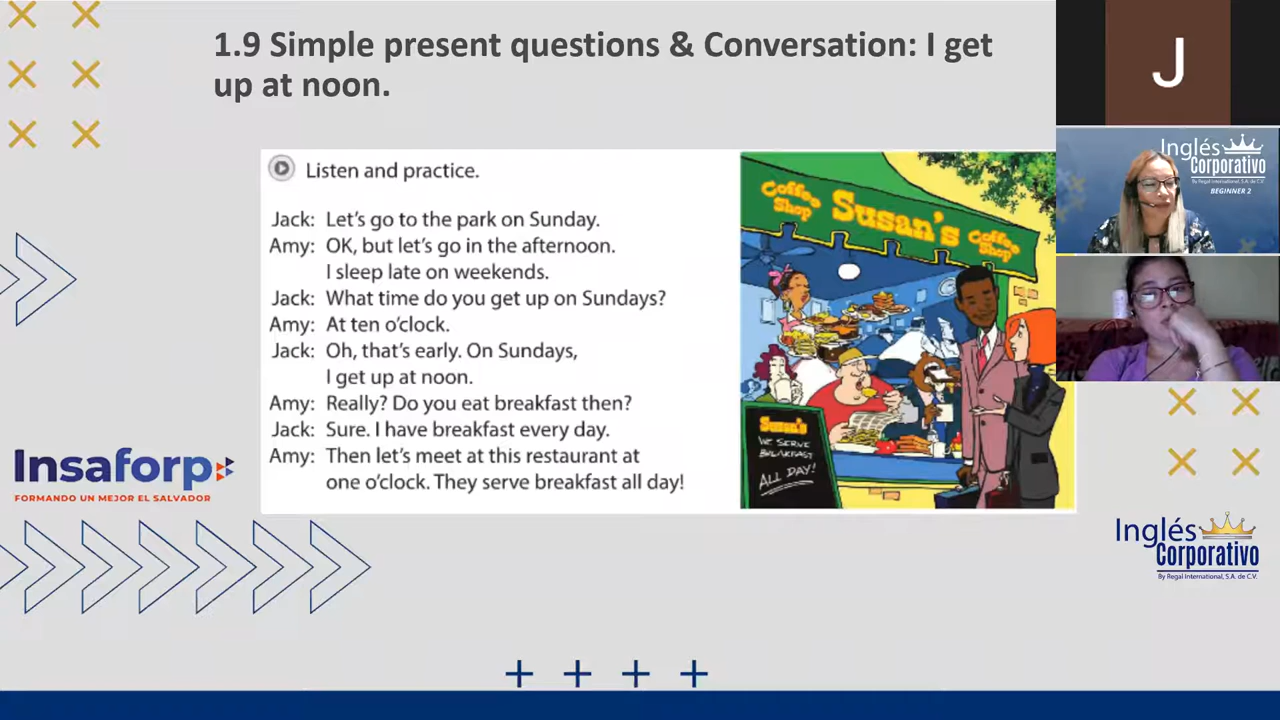 1.9 Simple present questions & Conversation: I get
up at noon.
Listen and practice.
Jack: Let's go to the park on Sunday.
Amy: OK, but let's go in the afternoon.
I sleep late on weekends.
Jack: What time do you get up on Sundays?
Amy: At ten o'clock.
Jack: Oh, that's early. On Sundays,
I get up at noon.
Amy: Really? Do you eat breakfast then?
Jack: Sure. I have breakfast every day.
Amy: Then let's meet at this restaurant at
one o'clock. They serve breakfast all day!
Coffee Shop
Susan's
Coffee Shop
Susan's
WE SERVE
BREAKFAST
ALL DAY!
J
Inglés
Corporativo
By Regal International, S.A. de C.V.
BEGINNER 2
Insaforp
FORMANDO UN MEJOR EL SALVADOR
Inglés
Corporativo
By Regal International, S.A. de C.V.